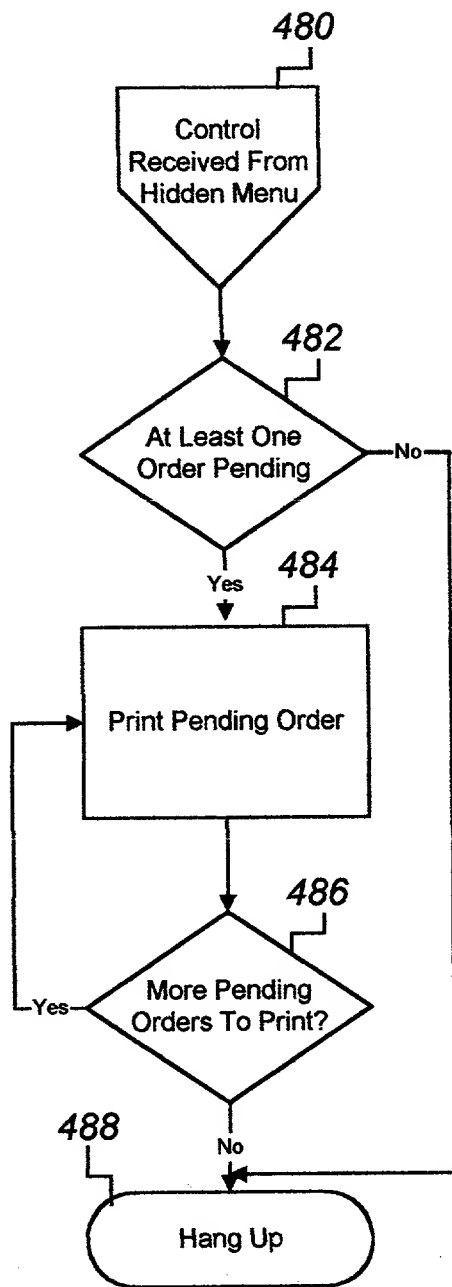 480
Control
Received From
Hidden Menu
482
At Least One
Order Pending
No
Yes
484
Print Pending Order
486
More Pending
Orders To Print?
Yes
No
488
Hang Up